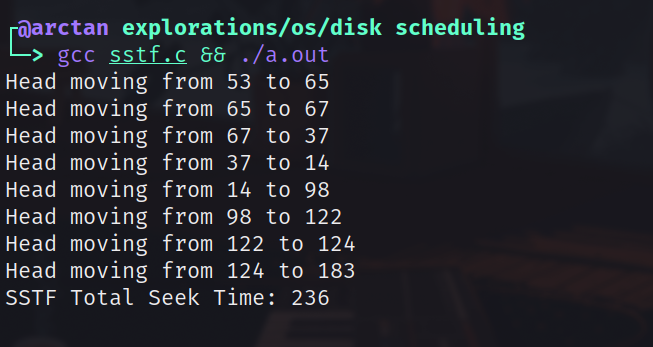 @arctan explorations/os/disk scheduling
> gcc sstf.c && ./a.out
Head moving from 53 to 65
Head moving from 65 to 67
Head moving from 67 to 37
Head moving from 37 to 14
Head moving from 14 to 98
Head moving from 98 to 122
Head moving from 122 to 124
Head moving from 124 to 183
SSTF Total Seek Time: 236